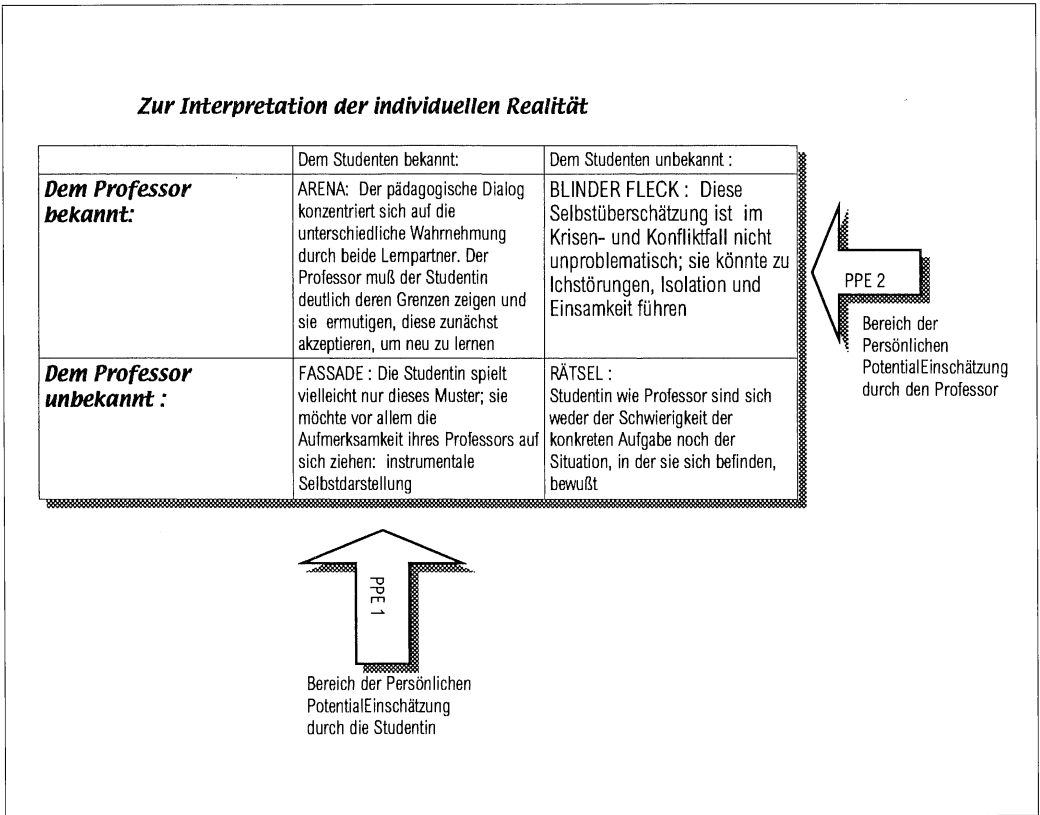 Zur Interpretation der individuellen Realität
Dem Studenten bekannt:
Dem Studenten unbekannt :
Dem Professor
bekannt:
ARENA: Der pädagogische Dialog
konzentriert sich auf die
unterschiedliche Wahrnehmung
durch beide Lernpartner. Der
Professor muß der Studentin
deutlich deren Grenzen zeigen und
sie ermutigen, diese zunächst
akzeptieren, um neu zu lernen
BLINDER FLECK : Diese
Selbstüberschätzung ist im
Krisen- und Konfliktfall nicht
unproblematisch; sie könnte zu
Ichstörungen, Isolation und
Einsamkeit führen
Dem Professor
unbekannt :
FASSADE : Die Studentin spielt
vielleicht nur dieses Muster; sie
möchte vor allem die
Aufmerksamkeit ihres Professors auf
sich ziehen: instrumentale
Selbstdarstellung
RÄTSEL :
Studentin wie Professor sind sich
weder der Schwierigkeit der
konkreten Aufgabe noch der
Situation, in der sie sich befinden,
bewußt
PPE 2
Bereich der
Persönlichen
PotentialEinschätzung
durch den Professor
PPE 1
Bereich der Persönlichen
PotentialEinschätzung
durch die Studentin